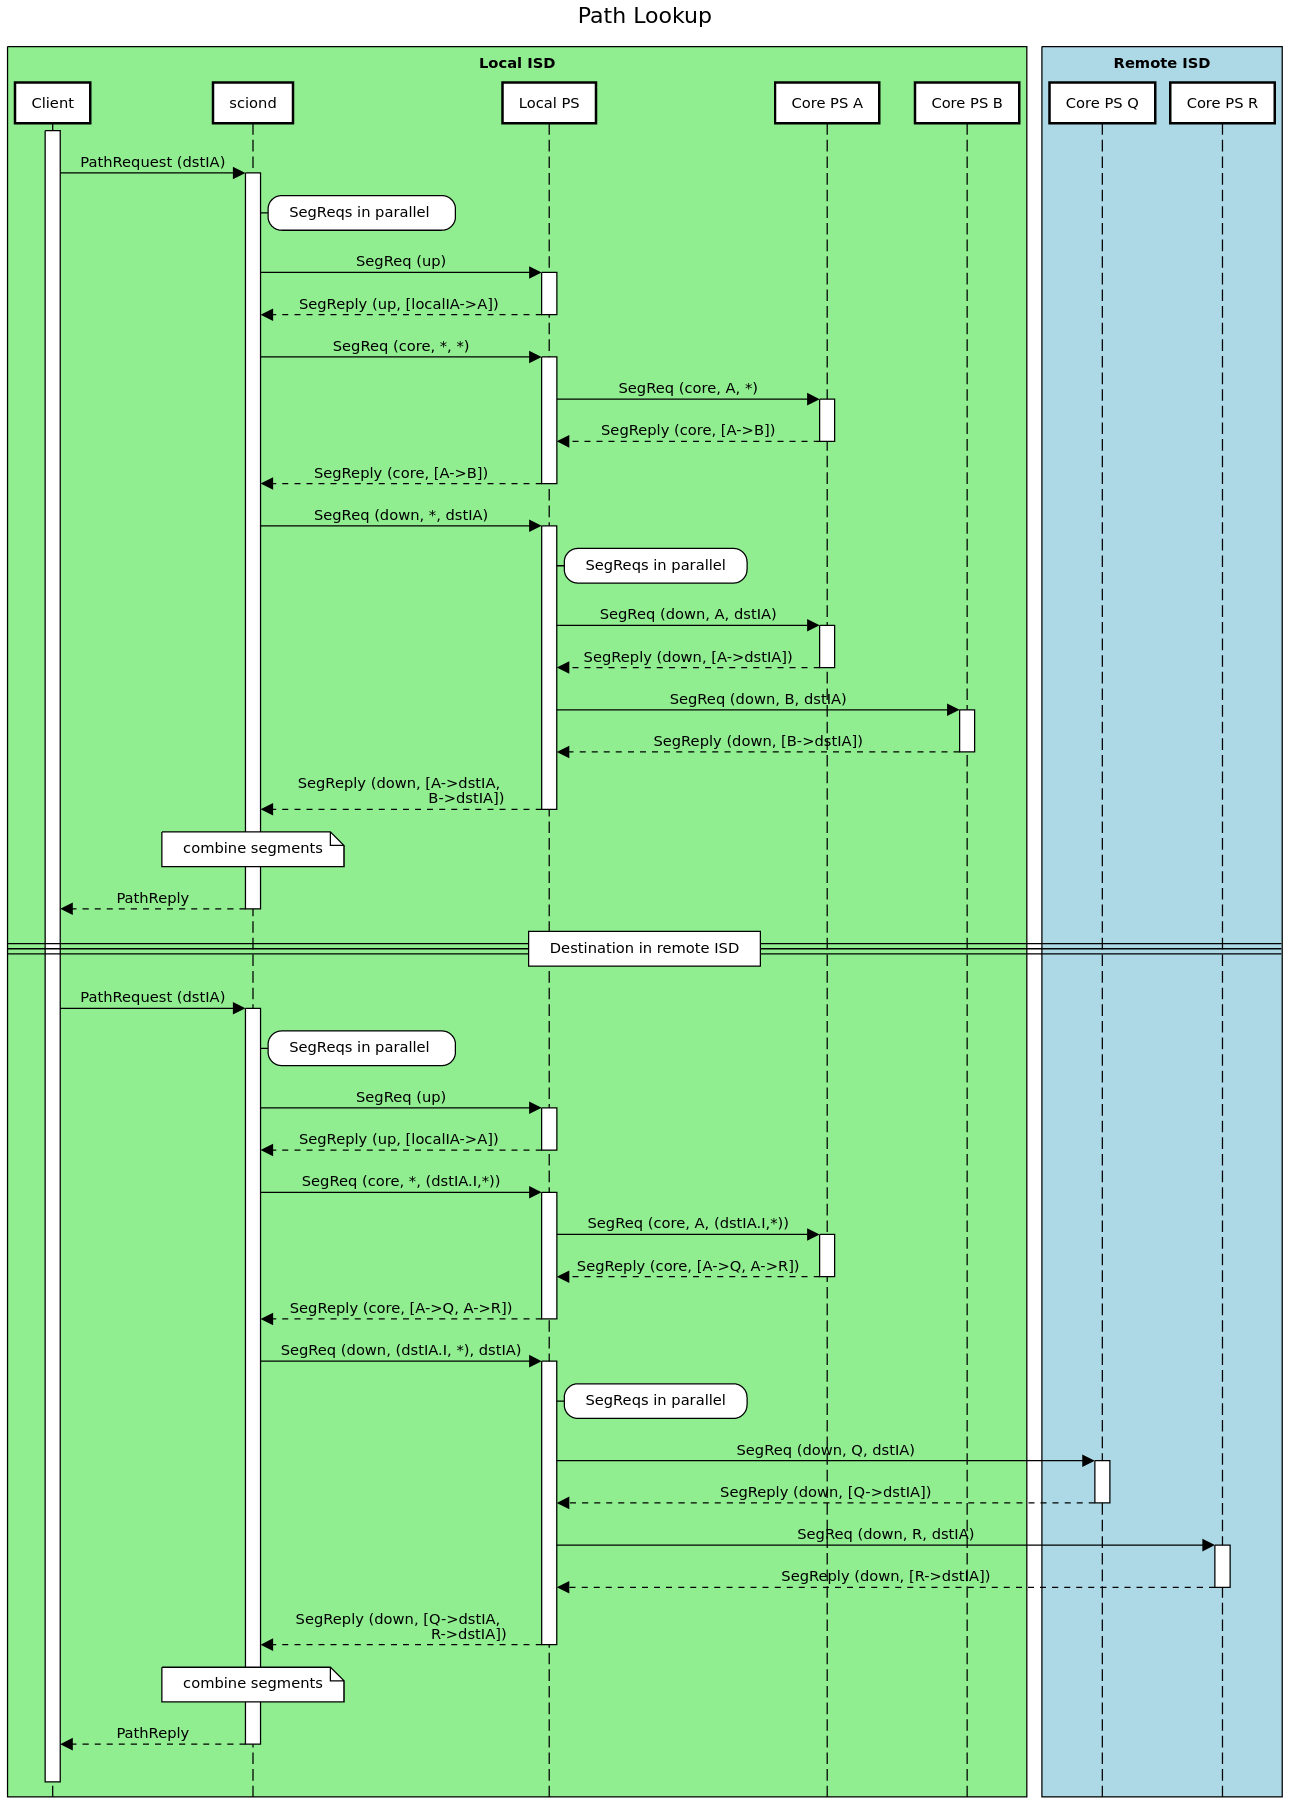 Path Lookup
Local ISD
Remote ISD
Client
sciond
Local PS
Core PS A
Core PS B
Core PS Q
Core PS R
PathRequest (dstIA)
SegReqs in parallel
SegReq (up)
SegReply (up, [localIA->A])
SegReq (core, *, *)
SegReq (core, A, *)
SegReply (core, [A->B])
SegReply (core, [A->B])
SegReq (down, *, dstIA)
SegReqs in parallel
SegReq (down, A, dstIA)
SegReply (down, [A->dstIA])
SegReq (down, B, dstIA)
SegReply (down, [B->dstIA])
SegReply (down, [A->dstIA,
B->dstIA])
combine segments
PathReply
Destination in remote ISD
PathRequest (dstIA)
SegReqs in parallel
SegReq (up)
SegReply (up, [localIA->A])
SegReq (core, *, (dstIA.I,*))
SegReq (core, A, (dstIA.I,*))
SegReply (core, [A->Q, A->R])
SegReply (core, [A->Q, A->R])
SegReq (down, (dstIA.I, *), dstIA)
SegReqs in parallel
SegReq (down, Q, dstIA)
SegReply (down, [Q->dstIA])
SegReq (down, R, dstIA)
SegReply (down, [R->dstIA])
SegReply (down, [Q->dstIA,
R->dstIA])
combine segments
PathReply